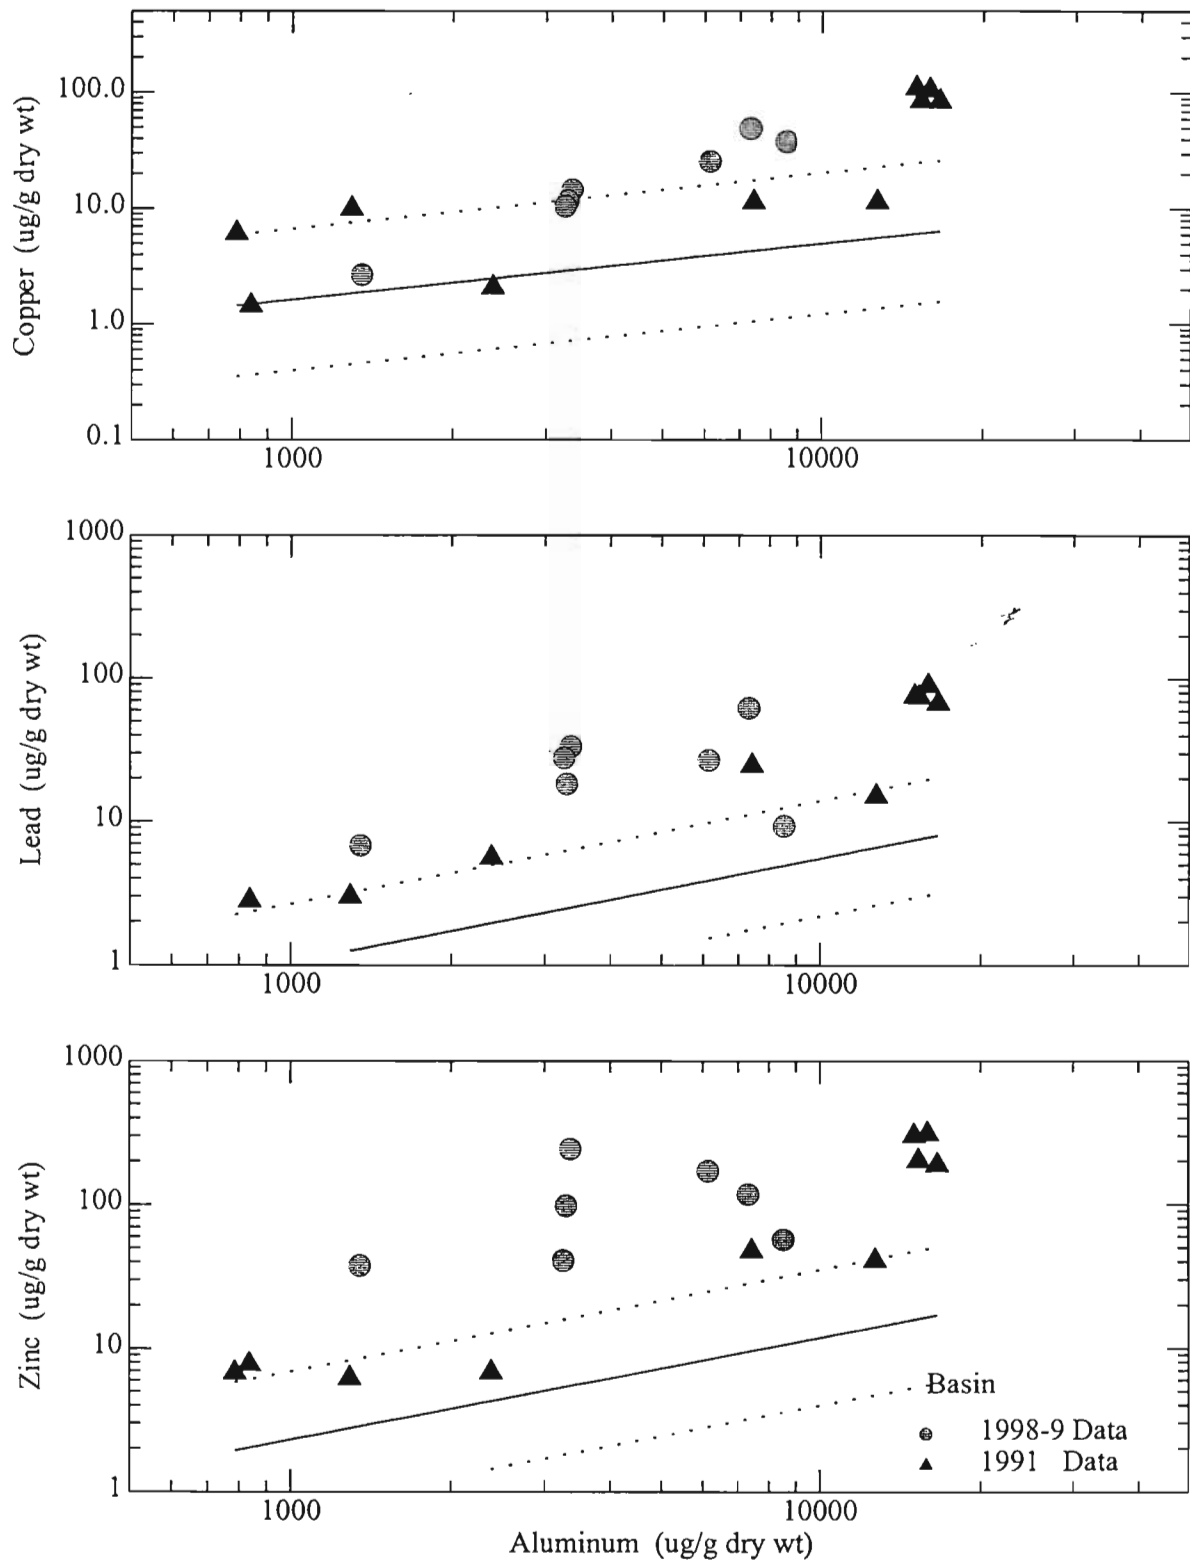 Copper (ug/g dry wt)
100.0
10.0
1.0
0.1
1000
10000
Lead (ug/g dry wt)
1000
100
10
1
1000
10000
Zinc (ug/g dry wt)
1000
100
10
1
Basin
1998-9 Data
1991 Data
1000
10000
Aluminum (ug/g dry wt)